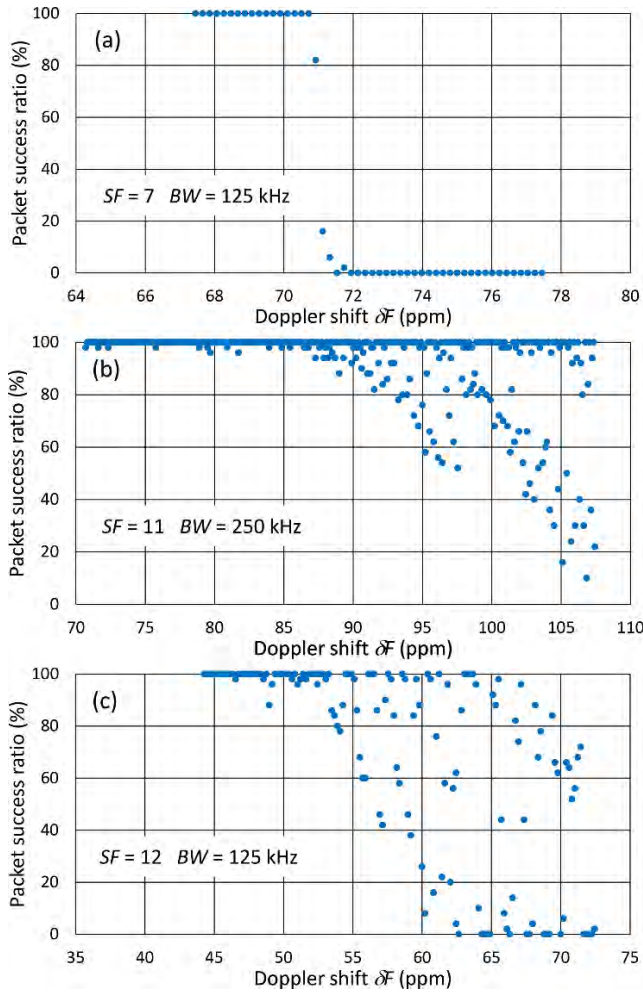 100
80
60
40
20
0
Packet success ratio (%)
(a)
SF = 7 BW = 125 kHz
64 66 68 70 72 74 76 78 80
Doppler shift δF (ppm)
100
80
60
40
20
0
Packet success ratio (%)
(b)
SF = 11 BW = 250 kHz
70 75 80 85 90 95 100 105 110
Doppler shift δF (ppm)
100
80
60
40
20
0
Packet success ratio (%)
(c)
SF = 12 BW = 125 kHz
35 40 45 50 55 60 65 70 75
Doppler shift δF (ppm)